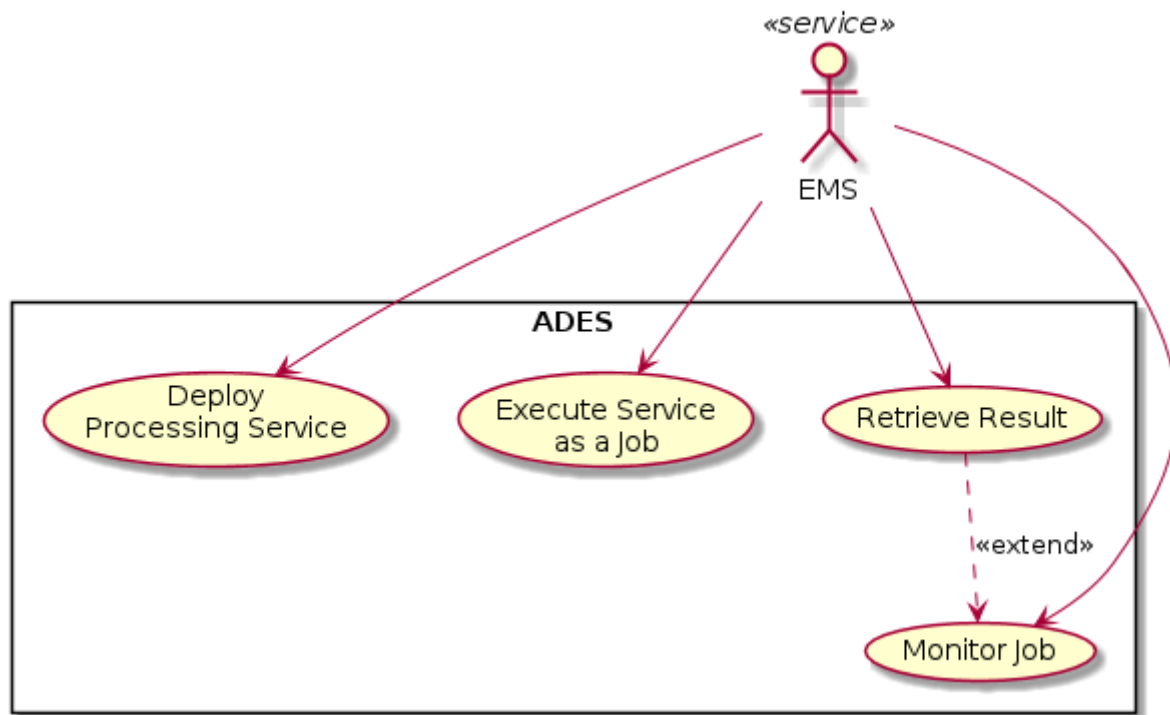 «service»
EMS
ADES
Deploy
Processing Service
Execute Service
as a Job
Retrieve Result
«extend»
Monitor Job